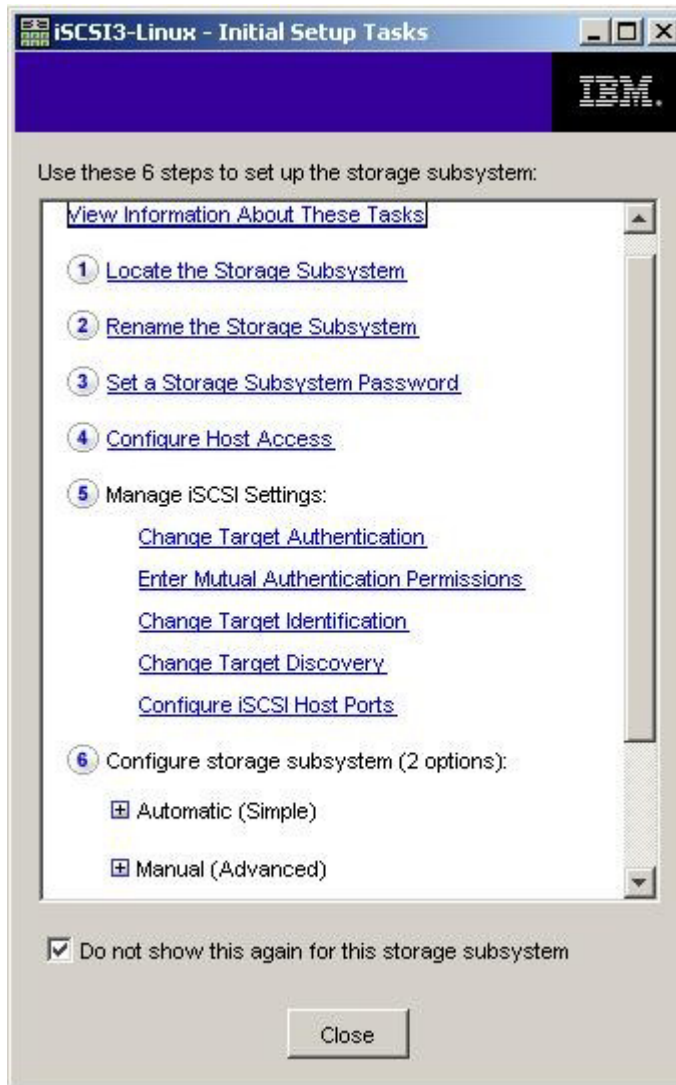 iSCSI3-Linux - Initial Setup Tasks
IBM.
Use these 6 steps to set up the storage subsystem:
View Information About These Tasks
1 Locate the Storage Subsystem
2 Rename the Storage Subsystem
3 Set a Storage Subsystem Password
4 Configure Host Access
5 Manage iSCSI Settings:
Change Target Authentication
Enter Mutual Authentication Permissions
Change Target Identification
Change Target Discovery
Configure iSCSI Host Ports
6 Configure storage subsystem (2 options):
Automatic (Simple)
Manual (Advanced)
Do not show this again for this storage subsystem
Close